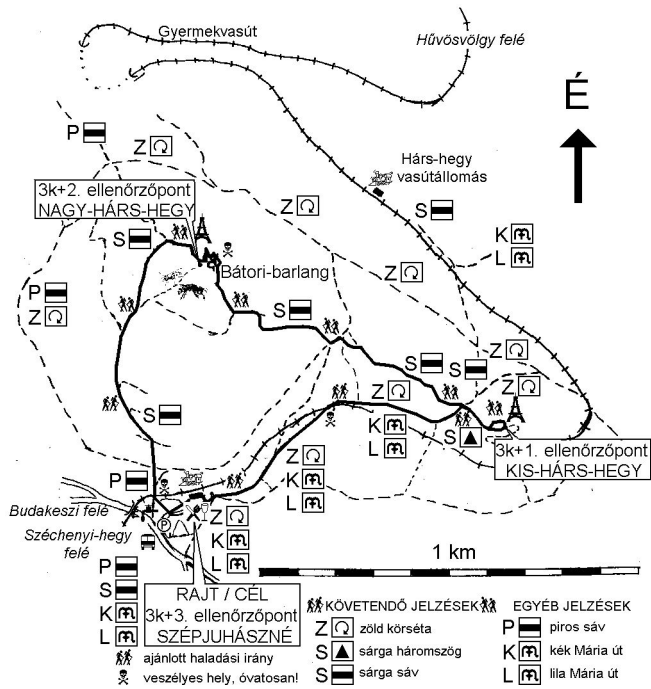 Gyermekvasút
Hűvösvölgy felé
É
P
Z
Hárs-hegy
vasútállomás
3k+2. ellenőrzőpont
NAGY-HÁRS-HEGY
Z
S
S
K
L
Bátori-barlang
P
Z
Z
S
S
S
Z
Z
Z
S
K
L
S
3k+1. ellenőrzőpont
KIS-HÁRS-HEGY
P
Z
K
L
Budakeszi felé
Széchenyi-hegy
felé
P
Z
K
L
1 km
P
S
K
L
RAJT / CÉL
3k+3. ellenőrzőpont
SZÉPJUHÁSZNÉ
ajánlott haladási irány
veszélyes hely, óvatosan!
KÖVETENDŐ JELZÉSEK
Z zöld körséta
S sárga háromszög
S sárga sáv
EGYÉB JELZÉSEK
P piros sáv
K kék Mária út
L lila Mária út